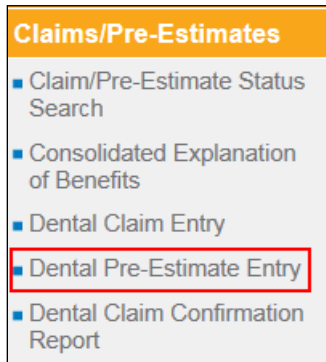 Claims/Pre-Estimates
Claim/Pre-Estimate Status
Search
Consolidated Explanation
of Benefits
Dental Claim Entry
Dental Pre-Estimate Entry
Dental Claim Confirmation
Report